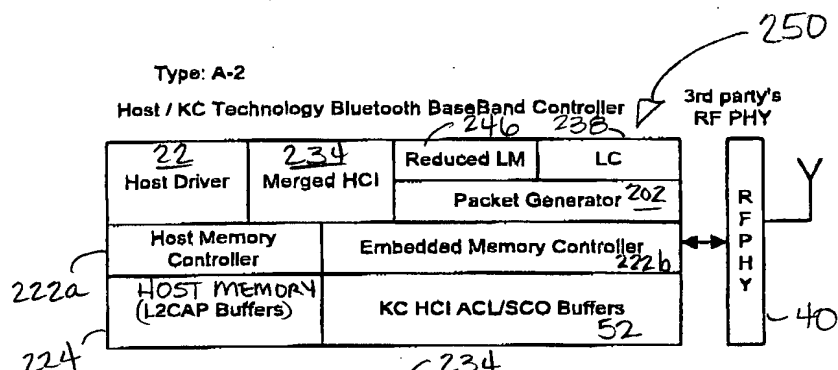 250
Type: A-2
Host / KC Technology Bluetooth BaseBand Controller
3rd party's
RF PHY
246
238
22
Host Driver
234
Merged HCI
Reduced LM
LC
Packet Generator 202
Host Memory
Controller
Embedded Memory Controller
222b
222a
HOST MEMORY
(L2CAP Buffers)
KC HCI ACL/SCO Buffers
52
RF PHY
40
224
234